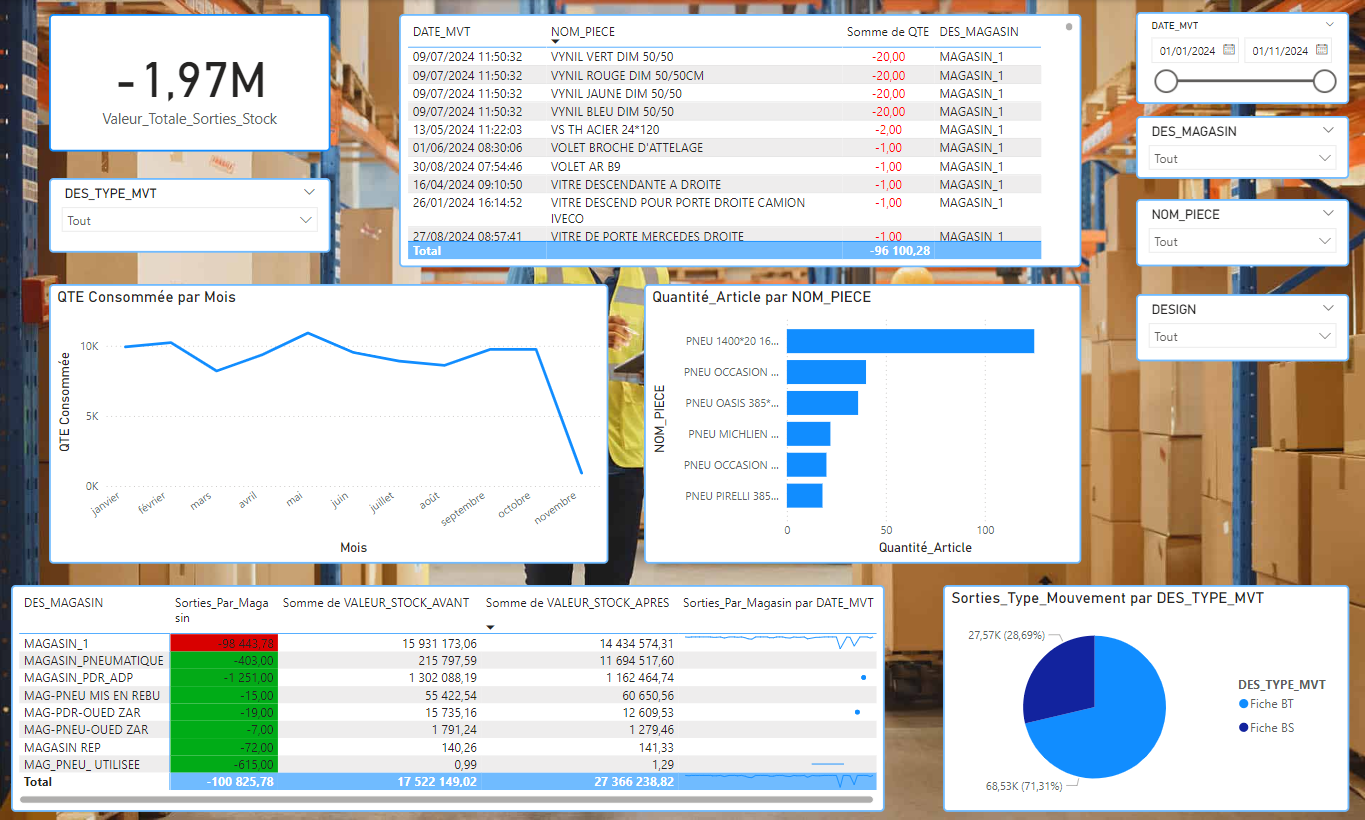 -1,97M
Valeur_Totale_Sorties_Stock
DES_TYPE_MVT
Tout
DATE_MVT NOM_PIECE Somme de QTE DES_MAGASIN
09/07/2024 11:50:32 VYNIL VERT DIM 50/50 -20,00 MAGASIN_1
09/07/2024 11:50:32 VYNIL ROUGE DIM 50/50CM -20,00 MAGASIN_1
09/07/2024 11:50:32 VYNIL JAUNE DIM 50/50 -20,00 MAGASIN_1
09/07/2024 11:50:32 VYNIL BLEU DIM 50/50 -20,00 MAGASIN_1
13/05/2024 11:22:03 VS TH ACIER 24*120 -2,00 MAGASIN_1
01/06/2024 08:30:06 VOLET BROCHE D'ATTELAGE -1,00 MAGASIN_1
30/08/2024 07:54:46 VOLET AR B9 -1,00 MAGASIN_1
16/04/2024 09:10:50 VITRE DESCENDANTE A DROITE -1,00 MAGASIN_1
26/01/2024 16:14:52 VITRE DESCEND POUR PORTE DROITE CAMION -1,00 MAGASIN_1
IVECO
27/08/2024 08:57:41 VITRE DE PORTE MERCEDES DROITE -1,00 MAGASIN_1
Total -96 100,28
DATE_MVT
01/01/2024 01/11/2024
DES_MAGASIN
Tout
NOM_PIECE
Tout
DESIGN
Tout
QTE Consommée par Mois
QTE Consommée
10K
5K
0K
janvier février mars avril mai juin juillet août septembre octobre novembre
Mois
Quantité_Article par NOM_PIECE
NOM_PIECE
PNEU 1400*20 16...
PNEU OCCASION ...
PNEU OASIS 385*...
PNEU MICHLIEN ...
PNEU OCCASION ...
PNEU PIRELLI 385...
0 50 100
Quantité_Article
DES_MAGASIN Sorties_Par_Maga Somme de VALEUR_STOCK_AVANT Somme de VALEUR_STOCK_APRES Sorties_Par_Magasin par DATE_MVT
sin
MAGASIN_1 -98 443,78 15 931 173,06 14 434 574,31
MAGASIN_PNEUMATIQUE -403,00 215 797,59 11 694 517,60
MAGASIN_PDR_ADP -1 251,00 1 302 088,19 1 162 464,74
MAG-PNEU MIS EN REBU -15,00 55 422,54 60 650,56
MAG-PDR-OUED ZAR -19,00 15 735,16 12 609,53
MAG-PNEU-OUED ZAR -7,00 1 791,24 1 279,46
MAGASIN REP -72,00 140,26 141,33
MAG_PNEU_ UTILISEE -615,00 0,99 1,29
Total -100 825,78 17 522 149,02 27 366 238,82
Sorties_Type_Mouvement par DES_TYPE_MVT
27,57K (28,69%)
68,53K (71,31%)
DES_TYPE_MVT
Fiche BT
Fiche BS